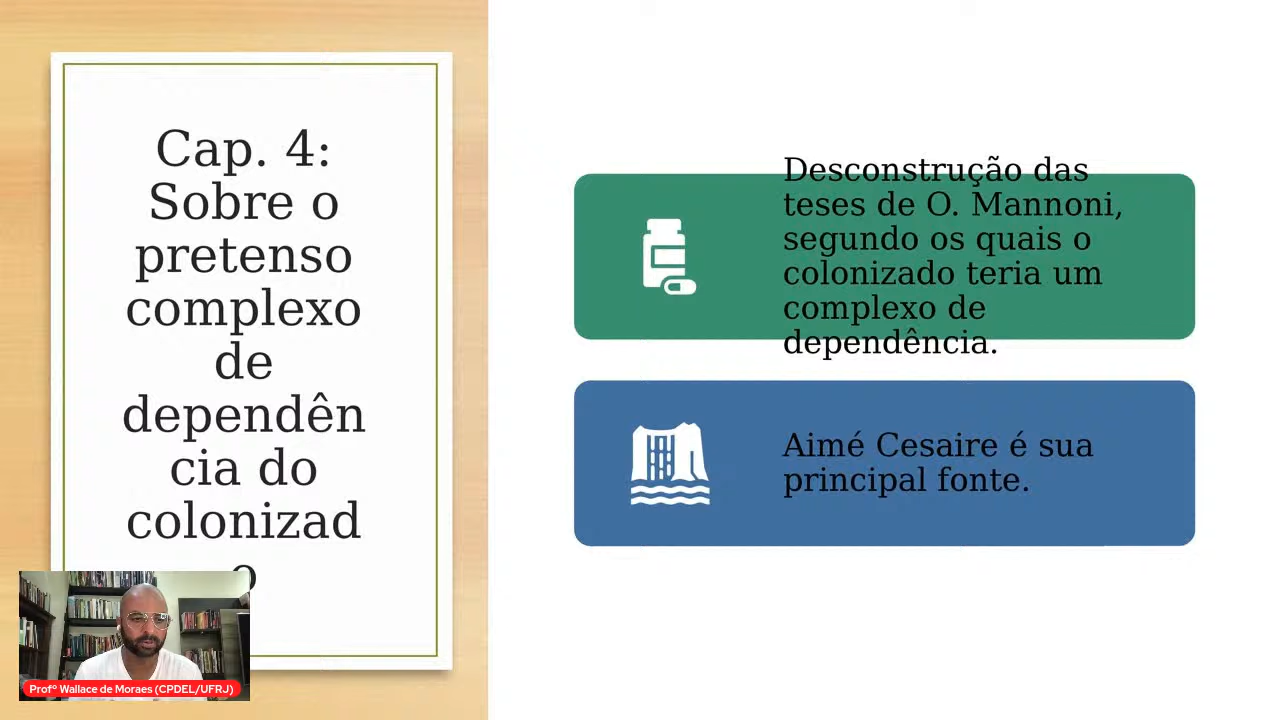 Cap. 4:
Sobre o
pretenso
complexo
de
dependên
cia do
colonizad
o
Desconstrução das
teses de O. Mannoni,
segundo os quais o
colonizado teria um
complexo de
dependência.
Aimé Cesaire é sua
principal fonte.
Profº Wallace de Moraes (CPDEL/UFRJ)